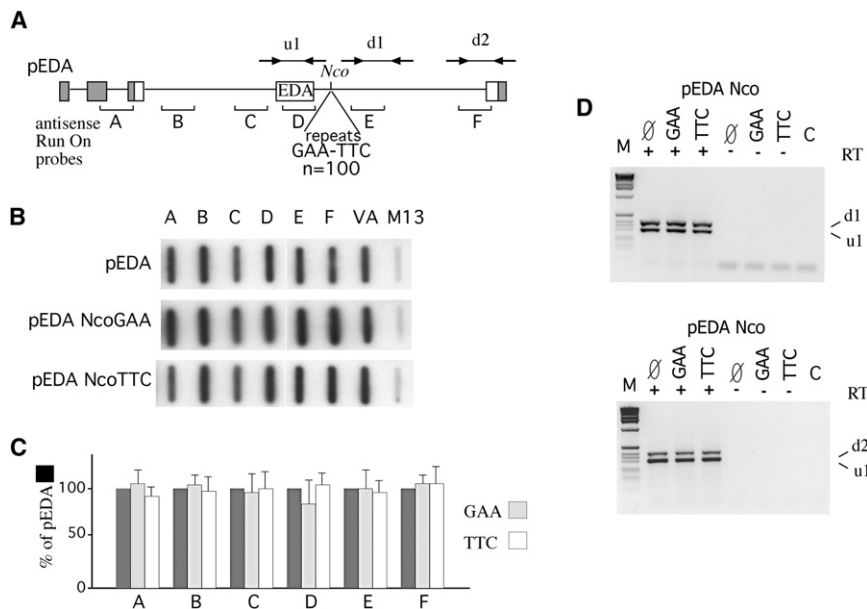 A
u1 d1 d2
pEDA Nco
EDA
antisense
Run On
probes
A B C D E F
repeats
GAA-TTC
n=100
B
A B C D E F VA M13
pEDA
pEDA NcoGAA
pEDA NcoTTC
C
% of pEDA
100
50
0
A B C D E F
GAA
TTC
D
pEDA Nco
M ∅ GAA TTC ∅ GAA TTC C
+ + + - - - RT
d1
u1
pEDA Nco
M ∅ GAA TTC ∅ GAA TTC C
+ + + - - - RT
d2
u1